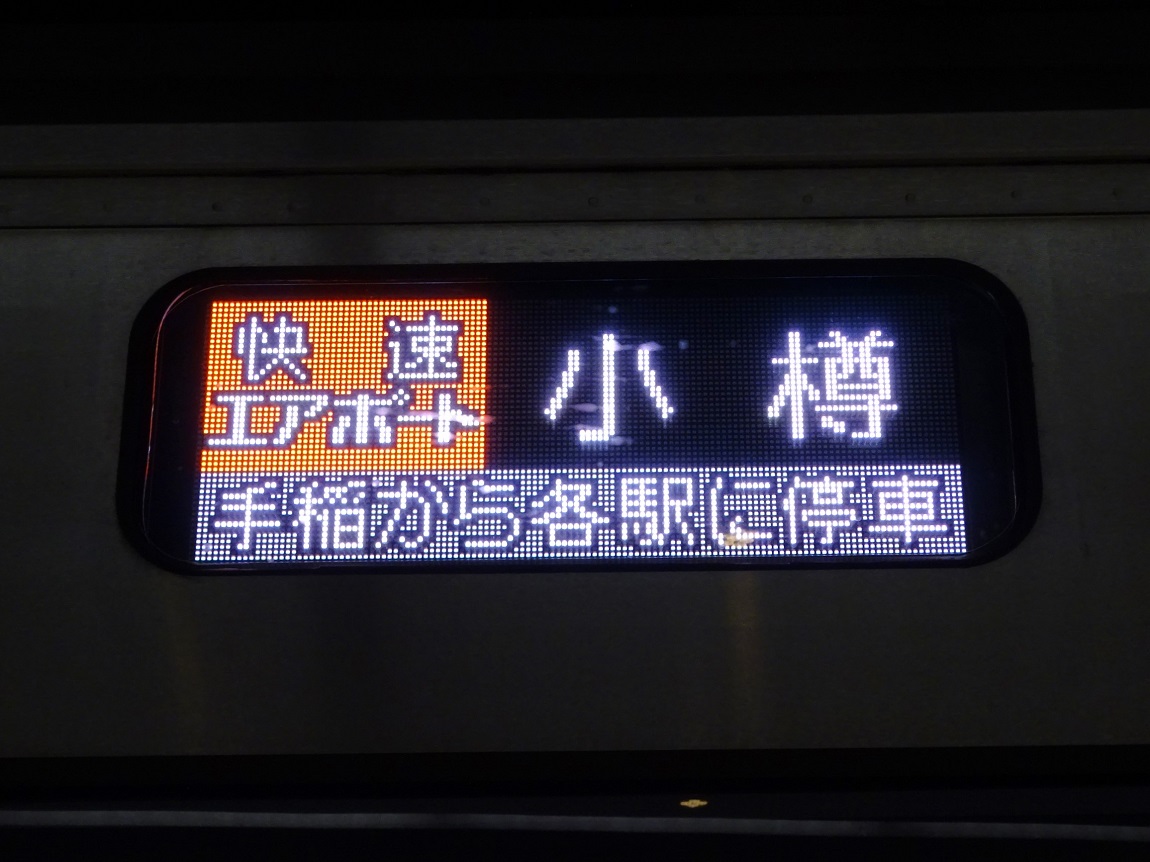 快速
エアポート
小樽
手稲から各駅に停車